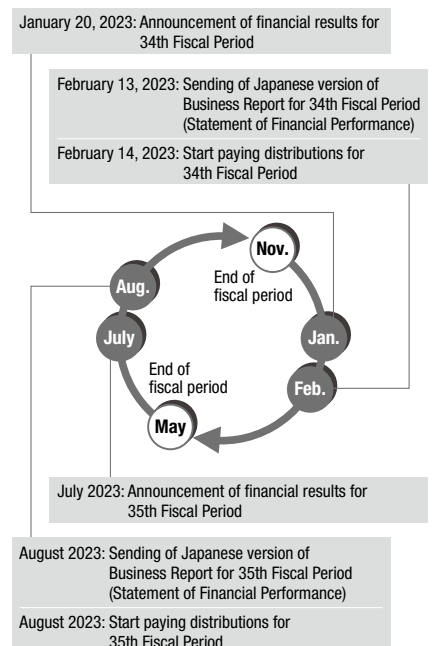 January 20, 2023: Announcement of financial results for
34th Fiscal Period
February 13, 2023: Sending of Japanese version of
Business Report for 34th Fiscal Period
(Statement of Financial Performance)
February 14, 2023: Start paying distributions for
34th Fiscal Period
Nov.
End of
fiscal period
Aug.
July
Jan.
Feb.
End of
fiscal period
May
July 2023: Announcement of financial results for
35th Fiscal Period
August 2023: Sending of Japanese version of
Business Report for 35th Fiscal Period
(Statement of Financial Performance)
August 2023: Start paying distributions for
35th Fiscal Period